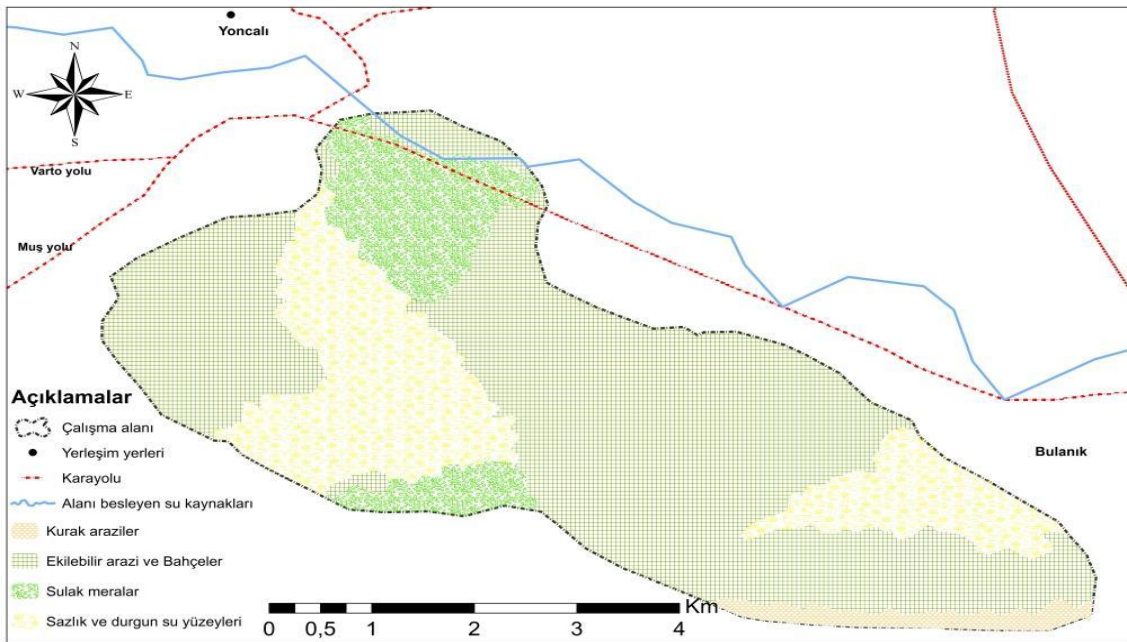 Yoncalı
N
W
E
S
Varto yolu
Muş yolu
Bulanık
Açıklamalar
Çalışma alanı
Yerleşim yerleri
Karayolu
Alanı besleyen su kaynakları
Kurak araziler
Ekilebilir arazi ve Bahçeler
Sulak meralar
Sazlık ve durgun su yüzeyleri
Km
0 0,5 1 2 3 4